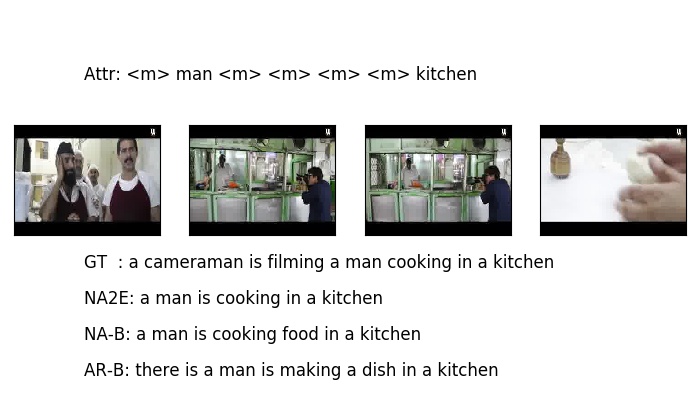 Attr: <m> man <m> <m> <m> <m> kitchen
GT : a cameraman is filming a man cooking in a kitchen
NA2E: a man is cooking in a kitchen
NA-B: a man is cooking food in a kitchen
AR-B: there is a man is making a dish in a kitchen